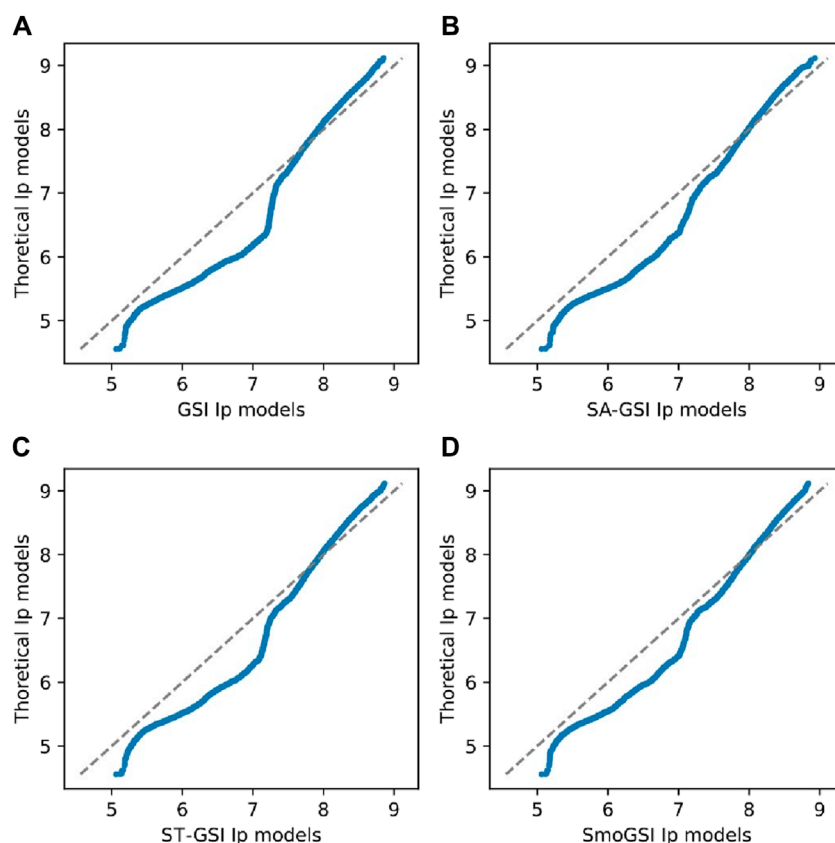 A
9
8
7
6
5
Thoretical Ip models
5 6 7 8 9
GSI Ip models
B
9
8
7
6
5
Thoretical Ip models
5 6 7 8 9
SA-GSI Ip models
C
9
8
7
6
5
Thoretical Ip models
5 6 7 8 9
ST-GSI Ip models
D
9
8
7
6
5
Thoretical Ip models
5 6 7 8 9
SmoGSI Ip models